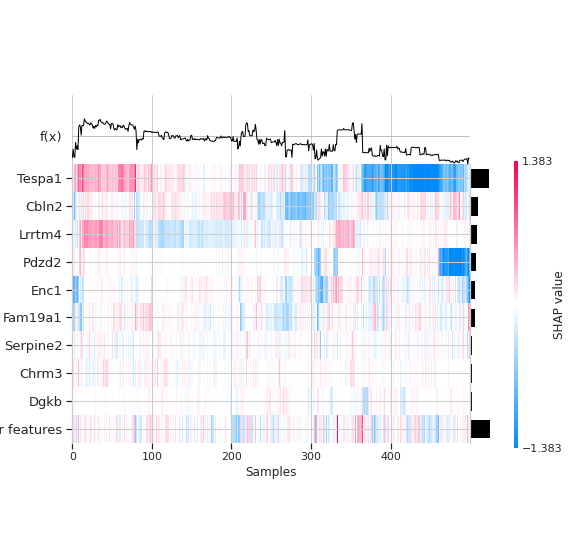 f(x)
Tespa1
Cbln2
Lrrtm4
Pdzd2
Enc1
Fam19a1
Serpine2
Chrm3
Dgkb
r features
0 100 200 300 400
Samples
1.383
SHAP value
−1.383